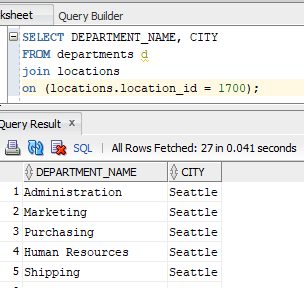 ksheet Query Builder
SELECT DEPARTMENT_NAME, CITY
FROM departments d
join locations
on (locations.location_id = 1700);
Query Result x
SQL | All Rows Fetched: 27 in 0.041 seconds
DEPARTMENT_NAME CITY
1 Administration Seattle
2 Marketing Seattle
3 Purchasing Seattle
4 Human Resources Seattle
5 Shipping Seattle